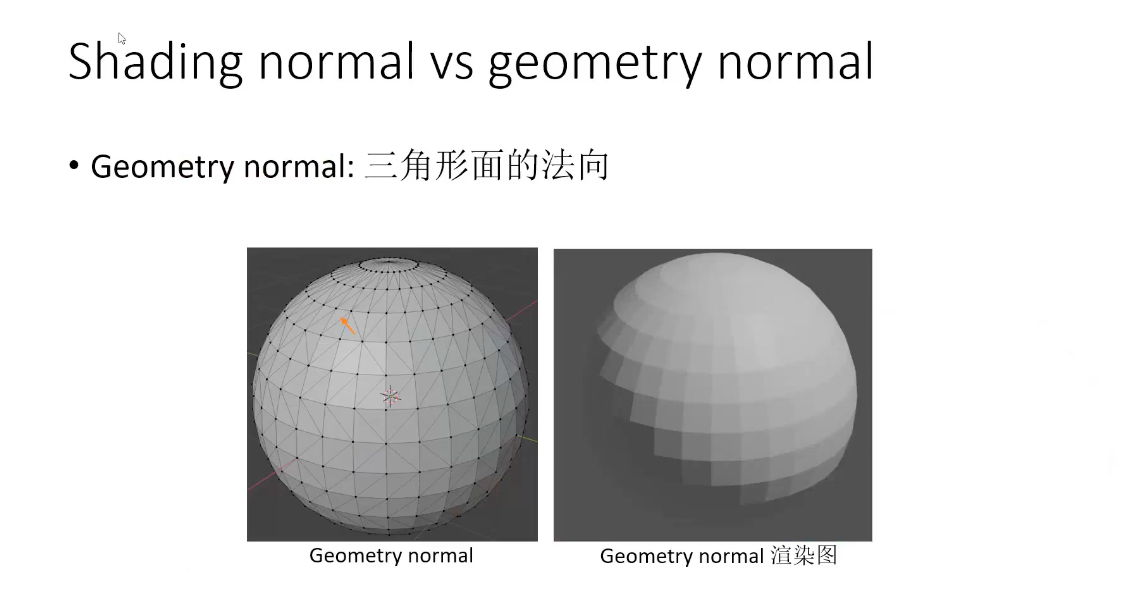 Shading normal vs geometry normal
• Geometry normal: 三角形面的法向
Geometry normal
Geometry normal 渲染图